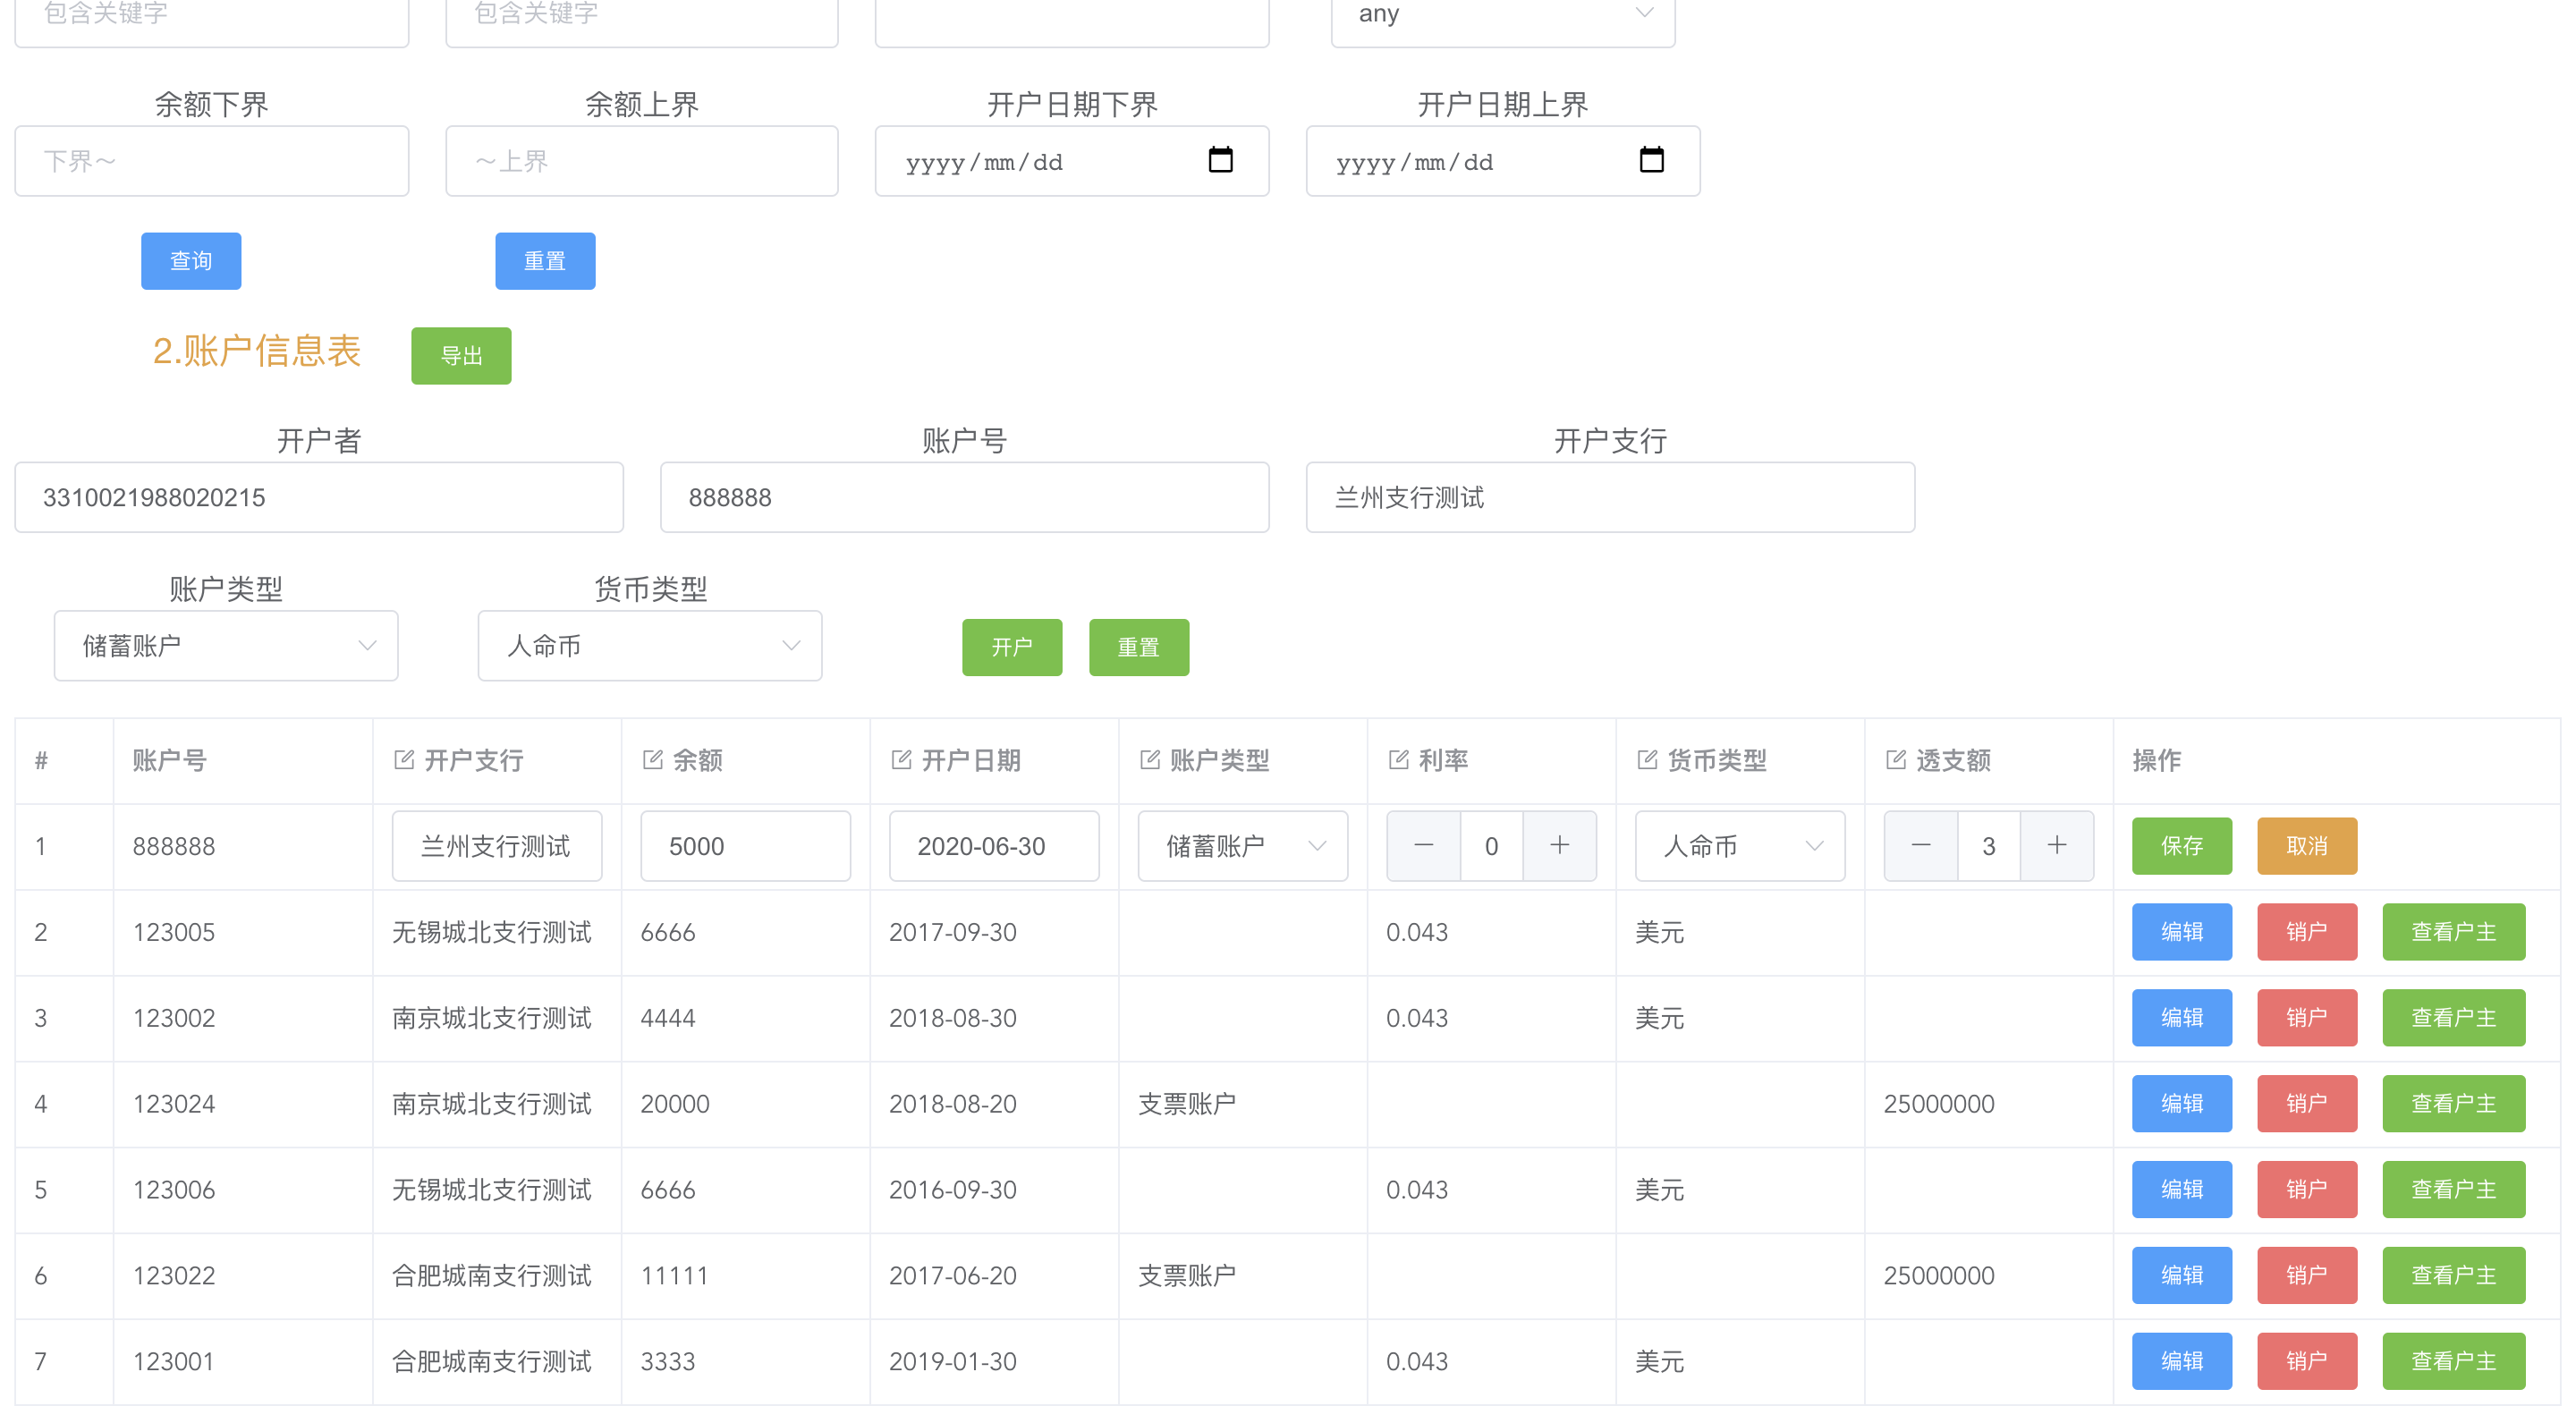 包含关键字 包含关键字 any
余额下界 余额上界 开户日期下界 开户日期上界
下界～ ～上界 yyyy/mm/dd yyyy/mm/dd
查询 重置
2.账户信息表 导出
开户者 账户号 开户支行
3310021988020215 888888 兰州支行测试
账户类型 货币类型
储蓄账户 人命币 开户 重置
# 账户号 开户支行 余额 开户日期 账户类型 利率 货币类型 透支额 操作
1 888888 兰州支行测试 5000 2020-06-30 储蓄账户 － 0 ＋ 人命币 － 3 ＋ 保存 取消
2 123005 无锡城北支行测试 6666 2017-09-30 0.043 美元 编辑 销户 查看户主
3 123002 南京城北支行测试 4444 2018-08-30 0.043 美元 编辑 销户 查看户主
4 123024 南京城北支行测试 20000 2018-08-20 支票账户 25000000 编辑 销户 查看户主
5 123006 无锡城北支行测试 6666 2016-09-30 0.043 美元 编辑 销户 查看户主
6 123022 合肥城南支行测试 11111 2017-06-20 支票账户 25000000 编辑 销户 查看户主
7 123001 合肥城南支行测试 3333 2019-01-30 0.043 美元 编辑 销户 查看户主